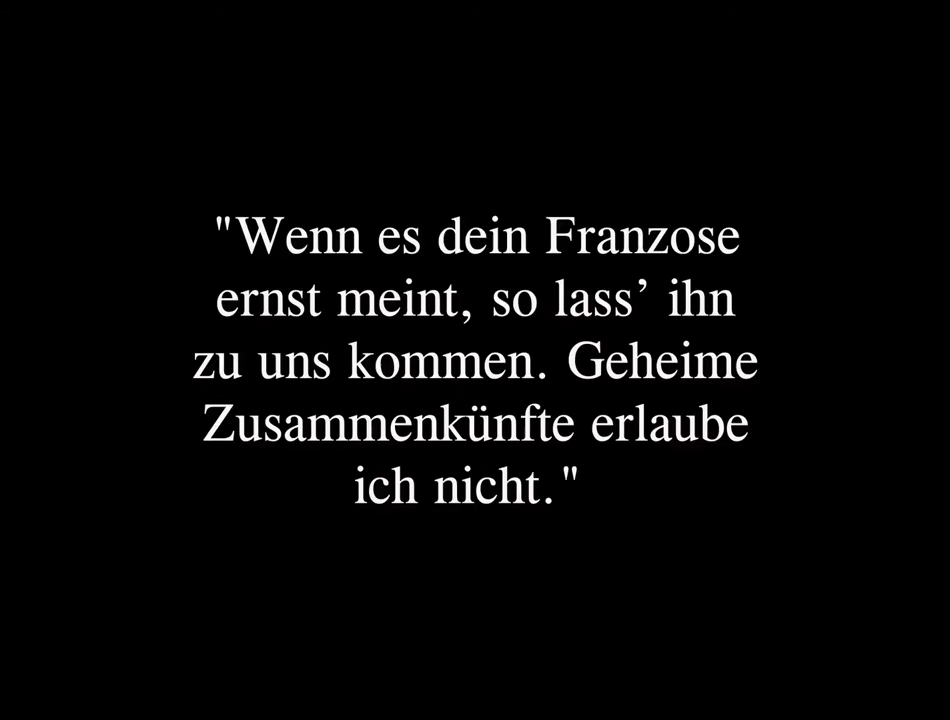 "Wenn es dein Franzose
ernst meint, so lass’ ihn
zu uns kommen. Geheime
Zusammenkünfte erlaube
ich nicht."